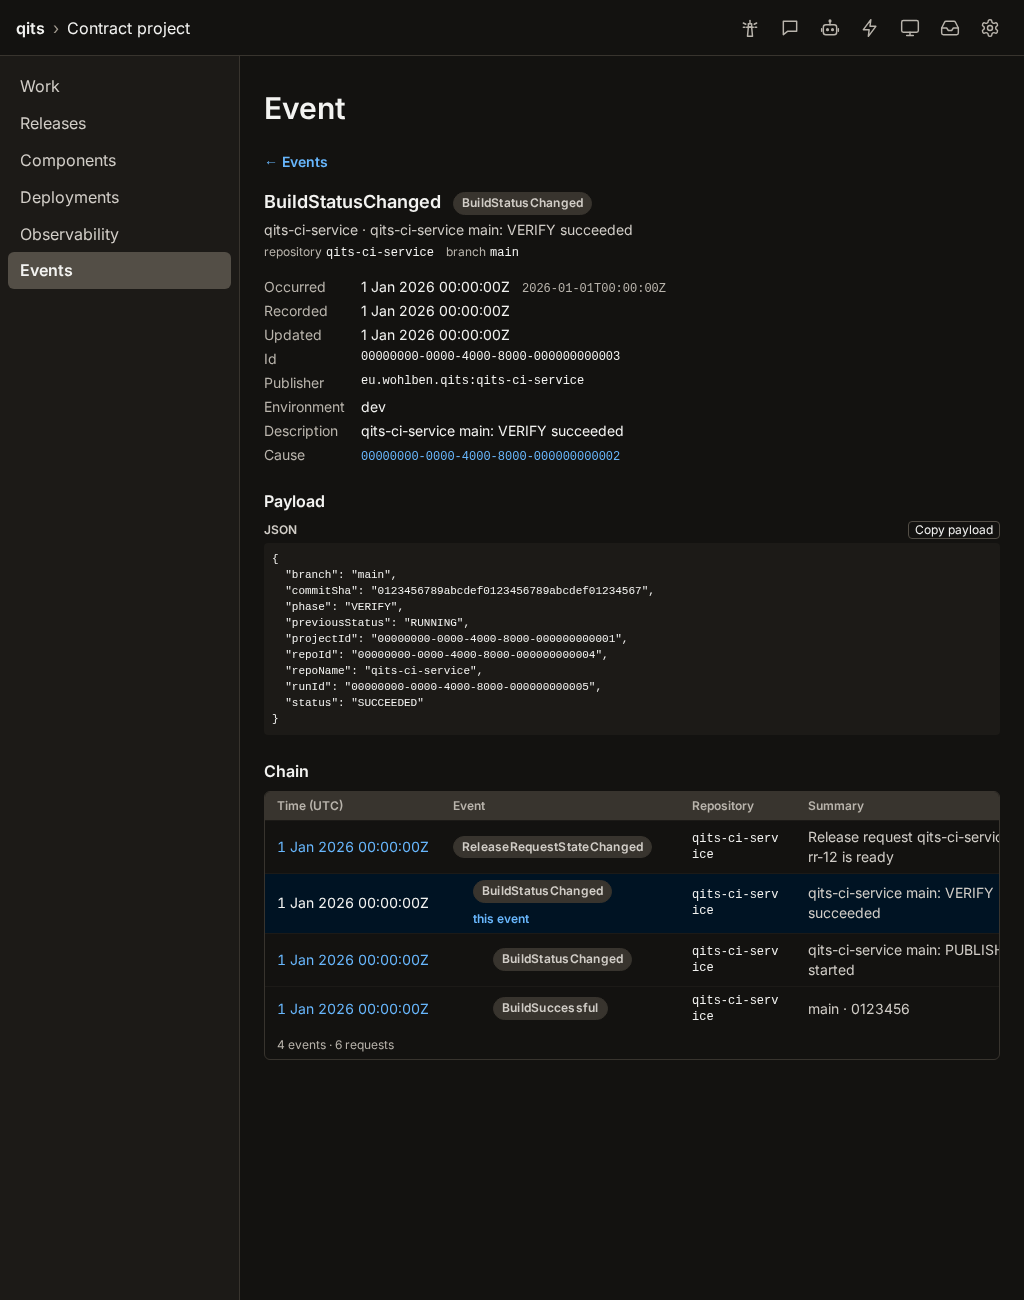 qits › Contract project
Work
Releases
Components
Deployments
Observability
Events
Event
← Events
BuildStatusChanged BuildStatusChanged
qits-ci-service · qits-ci-service main: VERIFY succeeded
repository qits-ci-service branch main
Occurred 1 Jan 2026 00:00:00Z 2026-01-01T00:00:00Z
Recorded 1 Jan 2026 00:00:00Z
Updated 1 Jan 2026 00:00:00Z
Id 00000000-0000-4000-8000-000000000003
Publisher eu.wohlben.qits:qits-ci-service
Environment dev
Description qits-ci-service main: VERIFY succeeded
Cause 00000000-0000-4000-8000-000000000002
Payload
JSON Copy payload
{
  "branch": "main",
  "commitSha": "0123456789abcdef0123456789abcdef01234567",
  "phase": "VERIFY",
  "previousStatus": "RUNNING",
  "projectId": "00000000-0000-4000-8000-000000000001",
  "repoId": "00000000-0000-4000-8000-000000000004",
  "repoName": "qits-ci-service",
  "runId": "00000000-0000-4000-8000-000000000005",
  "status": "SUCCEEDED"
}
Chain
Time (UTC) Event Repository Summary
1 Jan 2026 00:00:00Z ReleaseRequestStateChanged qits-ci-serv
ice
Release request
rr-12 is ready
1 Jan 2026 00:00:00Z BuildStatusChanged
this event
qits-ci-serv
ice
qits-ci-service main: VERIFY
succeeded
1 Jan 2026 00:00:00Z BuildStatusChanged qits-ci-serv
ice
qits-ci-service main:
started
1 Jan 2026 00:00:00Z BuildSuccessful qits-ci-serv
ice
main · 0123456
4 events · 6 requests